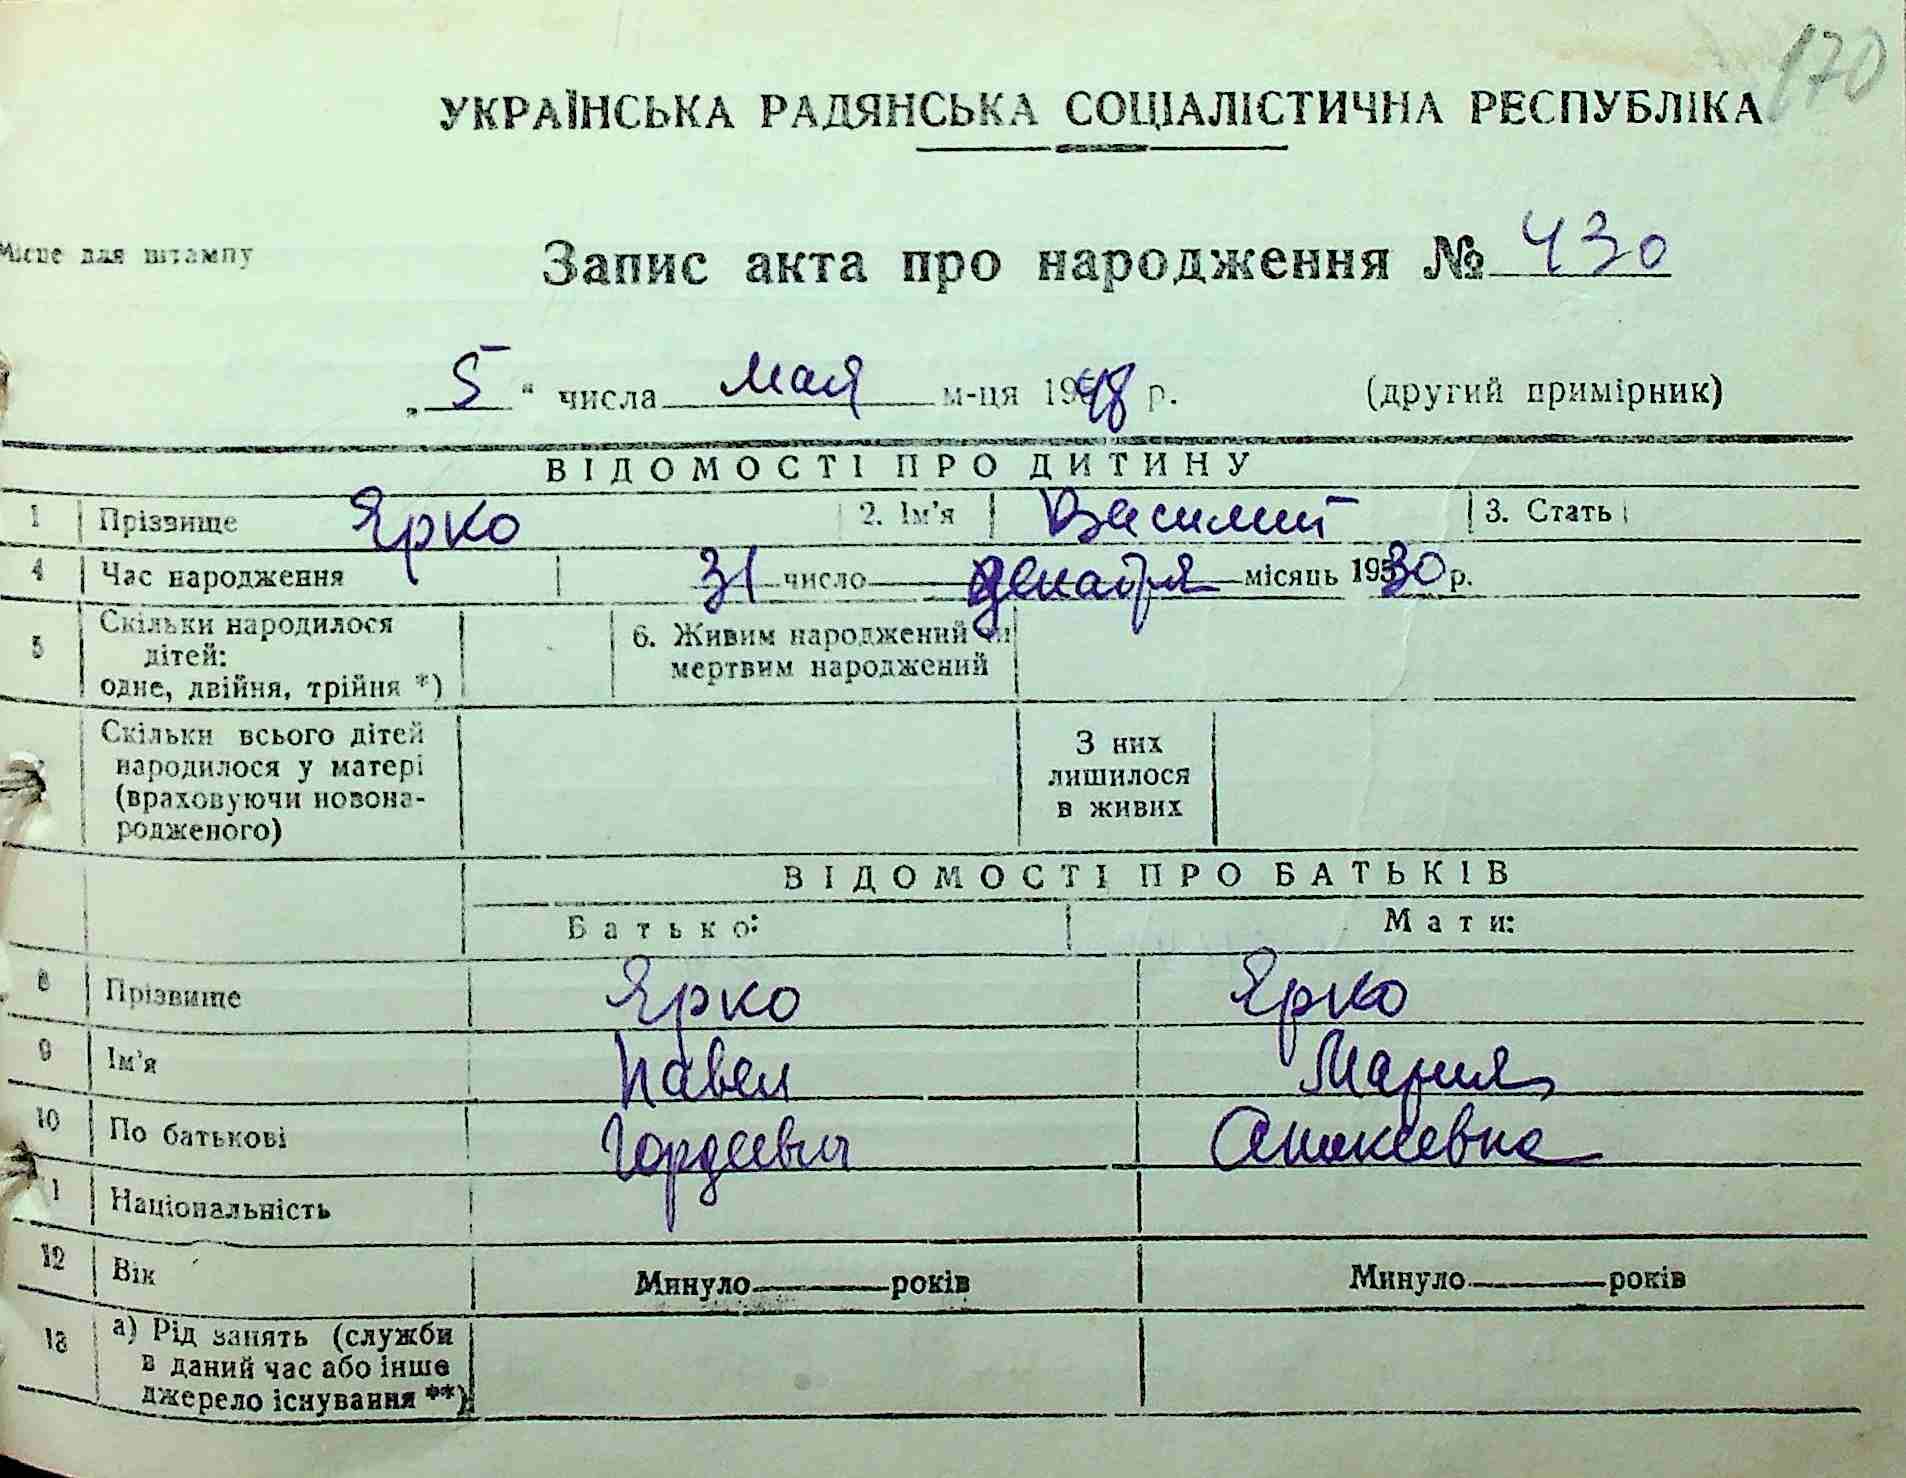 170
УКРАЇНСЬКА РАДЯНСЬКА СОЦІАЛІСТИЧНА РЕСПУБЛІКА
Місце для штампу
Запис акта про народження № 430
„ 5 “ числа мая м-ця 1948 р. (другий примірник)
ВІДОМОСТІ ПРО ДИТИНУ
1 Прізвище Ярко 2. Ім'я Василий 3. Стать
4 Час народження 31 число декабря місяць 1930 р.
5 Скільки народилося дітей: одне, двійня, трійня *) 6. Живим народжений чи мертвим народжений
Скільки всього дітей народилося у матері (враховуючи новона-родженого) З них лишилося в живих
ВІДОМОСТІ ПРО БАТЬКІВ
Батько: Мати:
8 Прізвище Ярко Ярко
9 Ім'я Павел Мария
10 По батькові Гордеевич
1 Національність
12 Вік Минуло років Минуло років
13 а) Рід занять (служби в даний час або інше джерело існування **)